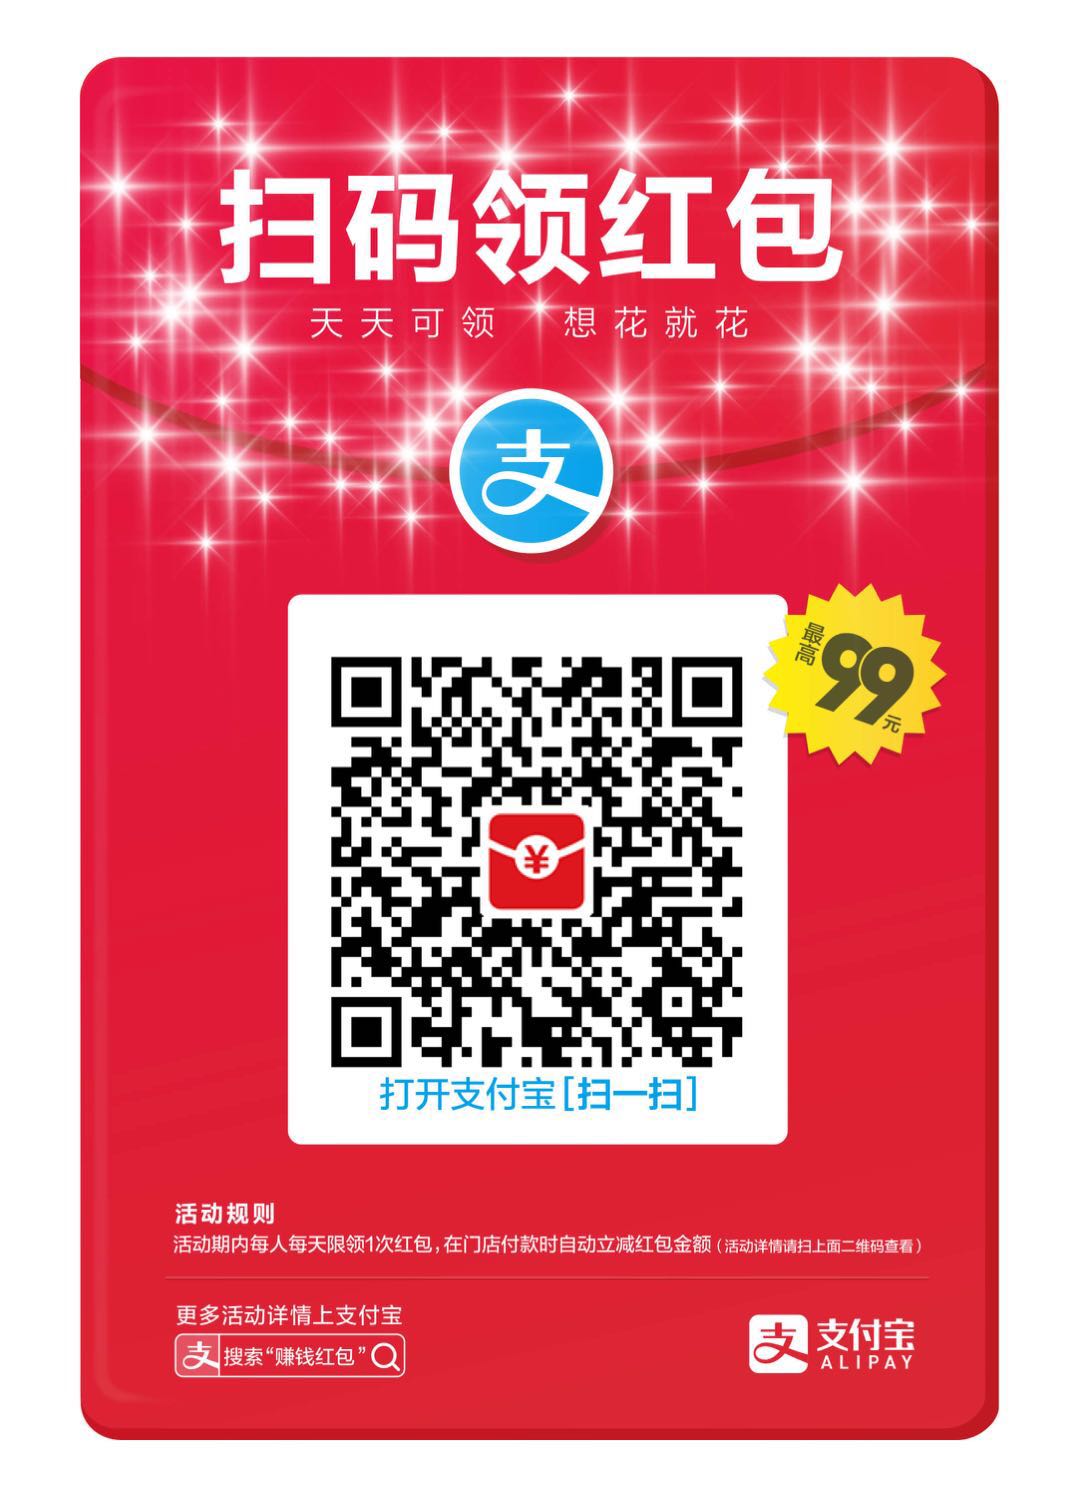 扫码领红包
天天可领 想花就花
支
最高99元
¥
打开支付宝[扫一扫]
活动规则
活动期内每人每天限领1次红包,在门店付款时自动立减红包金额(活动详情请扫上面二维码查看)
更多活动详情上支付宝
支 搜索“赚钱红包”
支 支付宝
ALIPAY